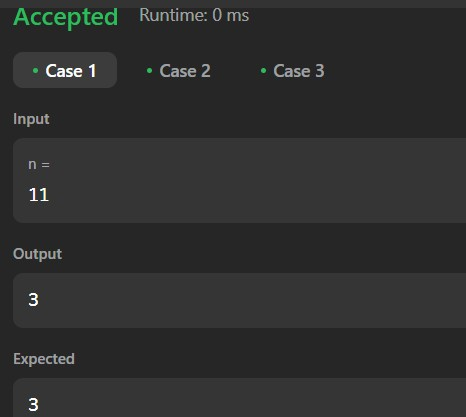 Accepted Runtime: 0 ms
• Case 1 • Case 2 • Case 3
Input
n =
11
Output
3
Expected
3